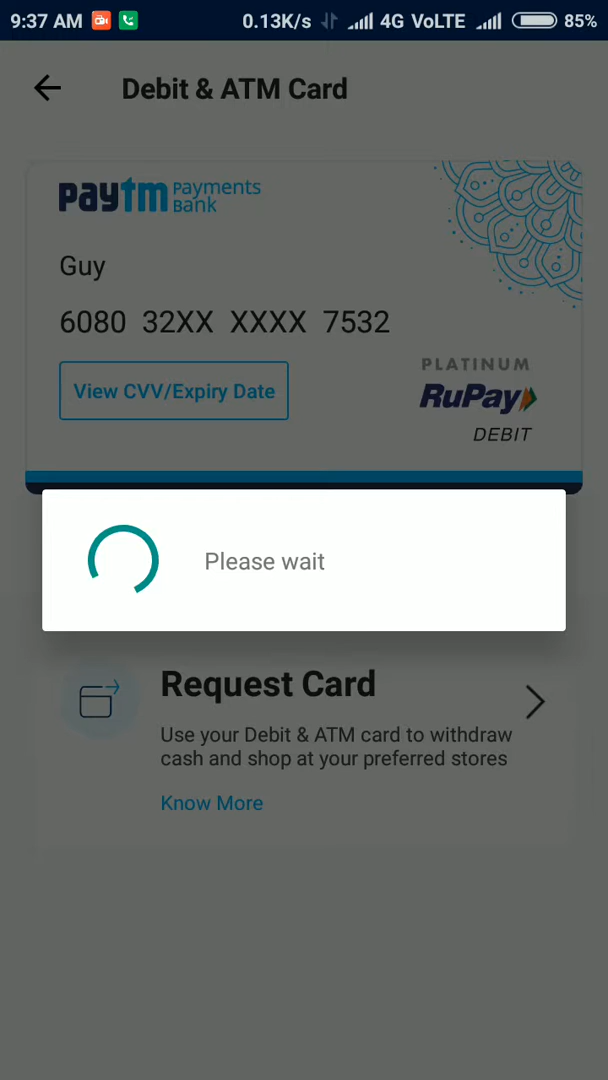 9:37 AM 0.13K/s 4G VoLTE 85%
Debit & ATM Card
paytm Payments Bank
Guy
6080 32XX XXXX 7532
View CVV/Expiry Date
PLATINUM
RuPay
DEBIT
Please wait
Request Card
Use your Debit & ATM card to withdraw
cash and shop at your preferred stores
Know More